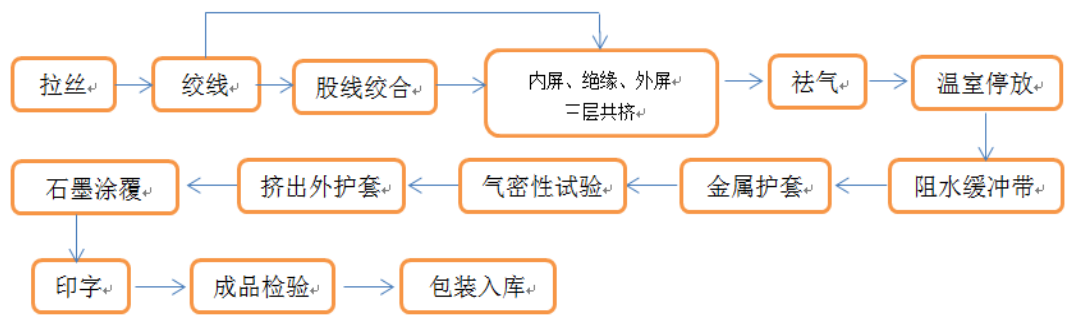 拉丝
绞线
股线绞合
内屏、绝缘、外屏
三层共挤
祛气
温室停放
石墨涂覆
挤出外护套
气密性试验
金属护套
阻水缓冲带
印字
成品检验
包装入库